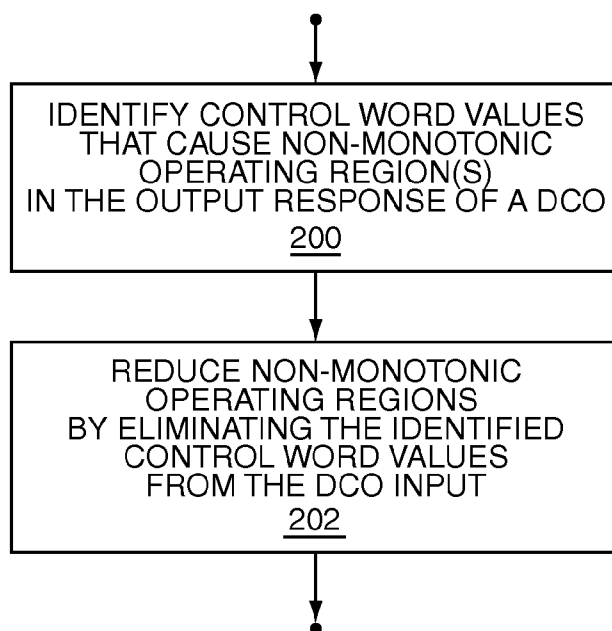 IDENTIFY CONTROL WORD VALUES
THAT CAUSE NON-MONOTONIC
OPERATING REGION(S)
IN THE OUTPUT RESPONSE OF A DCO
200
REDUCE NON-MONOTONIC
OPERATING REGIONS
BY ELIMINATING THE IDENTIFIED
CONTROL WORD VALUES
FROM THE DCO INPUT
202